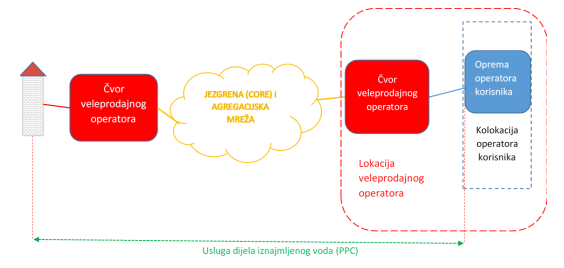 Čvor
veleprodajnog
operatora
JEZGRENA (CORE) i
AGREGACIJSKA
MREŽA
Čvor
veleprodajnog
operatora
Oprema
operatora
korisnika
Kolokacija
operatora
korisnika
Lokacija
veleprodajnog
operatora
Usluga dijela iznajmljenog voda (PPC)